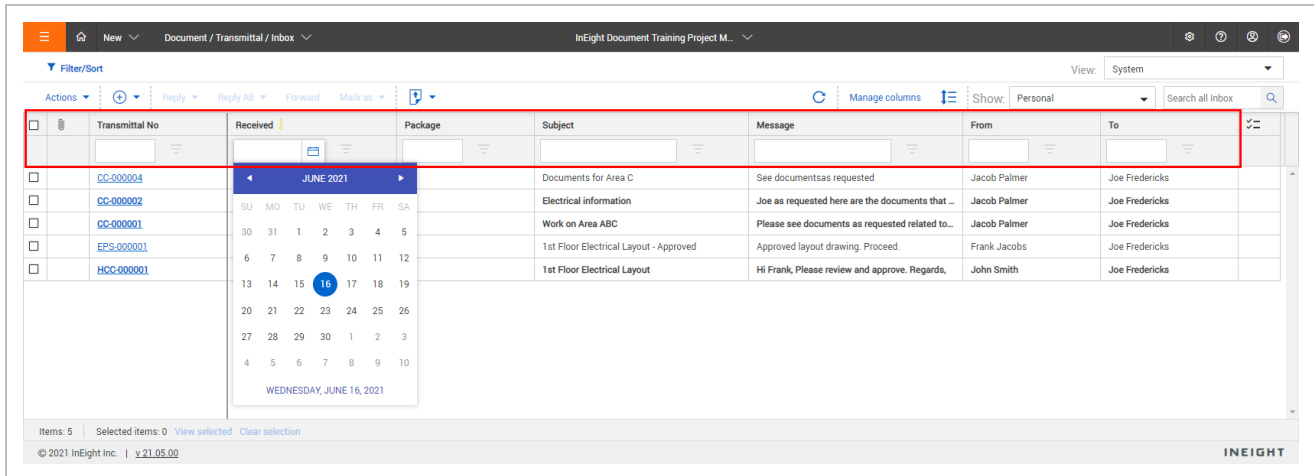 New Document / Transmittal / Inbox InEight Document Training Project M...
Filter/Sort View: System
Actions Reply Reply All Forward Mark as Manage columns Show: Personal Search all Inbox
Transmittal No Received Package Subject Message From To
CC-000004 Documents for Area C See documentsas requested Jacob Palmer Joe Fredericks
CC-000002 Electrical information Joe as requested here are the documents that ... Jacob Palmer Joe Fredericks
CC-000001 Work on Area ABC Please see documents as requested related to... Jacob Palmer Joe Fredericks
EPS-000001 1st Floor Electrical Layout - Approved Approved layout drawing. Proceed. Frank Jacobs Joe Fredericks
HCC-000001 1st Floor Electrical Layout Hi Frank, Please review and approve. Regards, John Smith Joe Fredericks
JUNE 2021
SU MO TU WE TH FR SA
30 31 1 2 3 4 5
6 7 8 9 10 11 12
13 14 15 16 17 18 19
20 21 22 23 24 25 26
27 28 29 30 1 2 3
4 5 6 7 8 9 10
WEDNESDAY, JUNE 16, 2021
Items: 5 Selected items: 0 View selected Clear selection
© 2021 InEight Inc. | v 21.05.00 INEIGHT